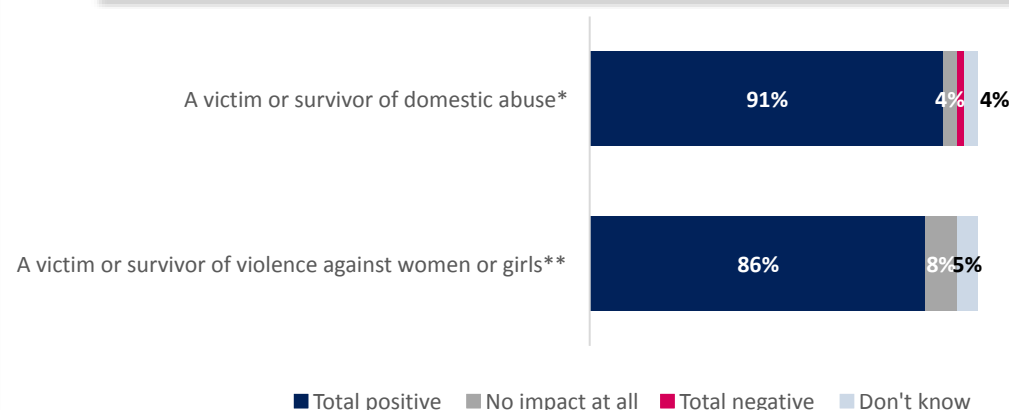 A victim or survivor of domestic abuse* 91% 4% 4%
A victim or survivor of violence against women or girls** 86% 8% 5%
Total positive No impact at all Total negative Don't know